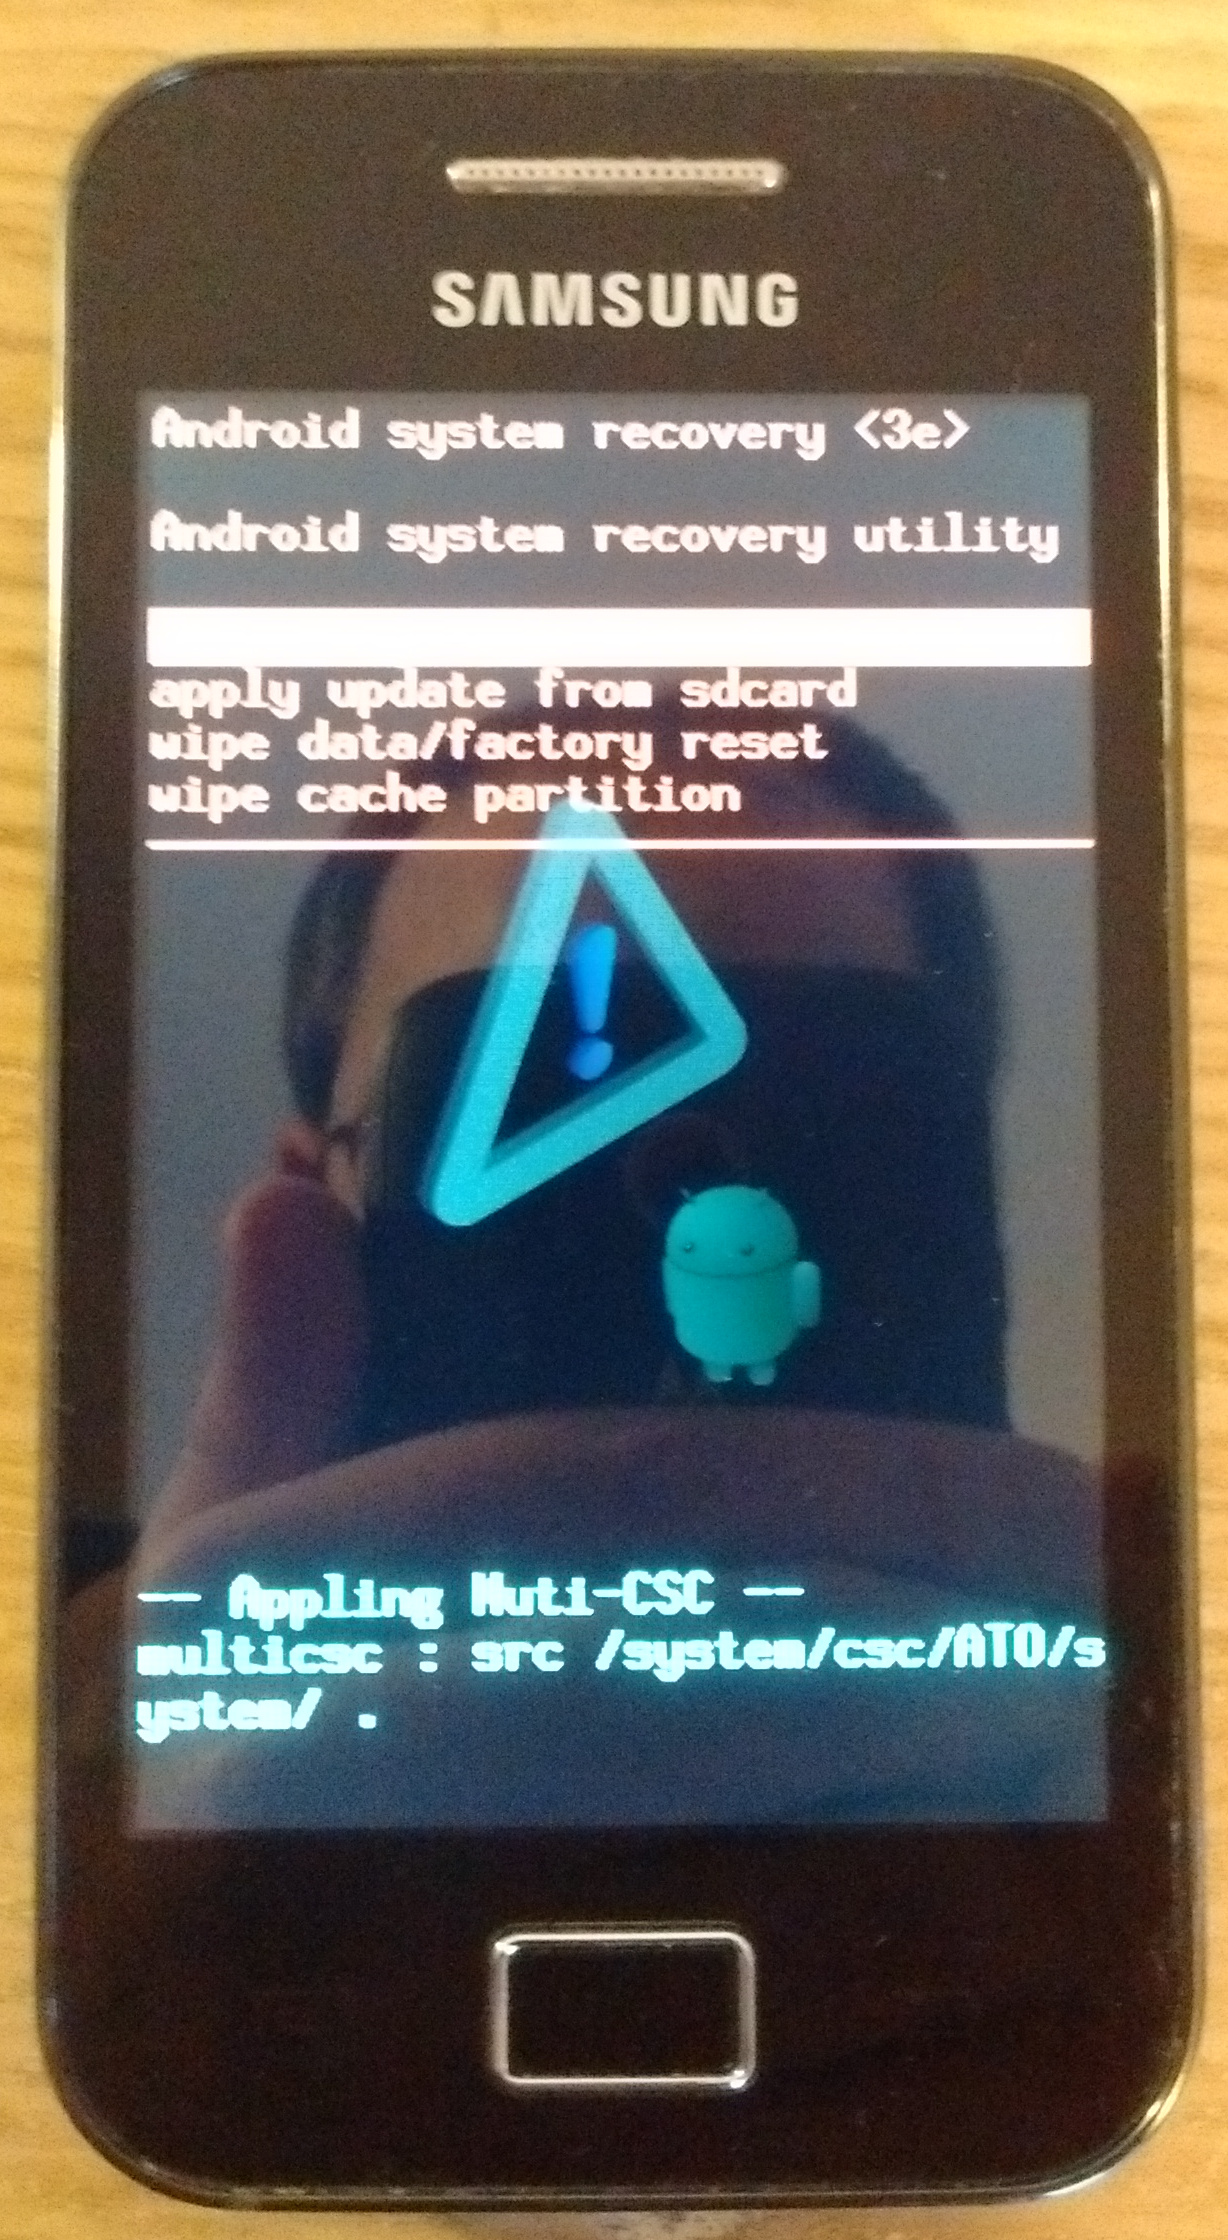 SAMSUNG
Android system recovery <3e>
Android system recovery utility
apply update from sdcard
wipe data/factory reset
wipe cache partition
!
-- Appling Muti-CSC --
multicsc : src /system/csc/ATO/s
ystem/ .